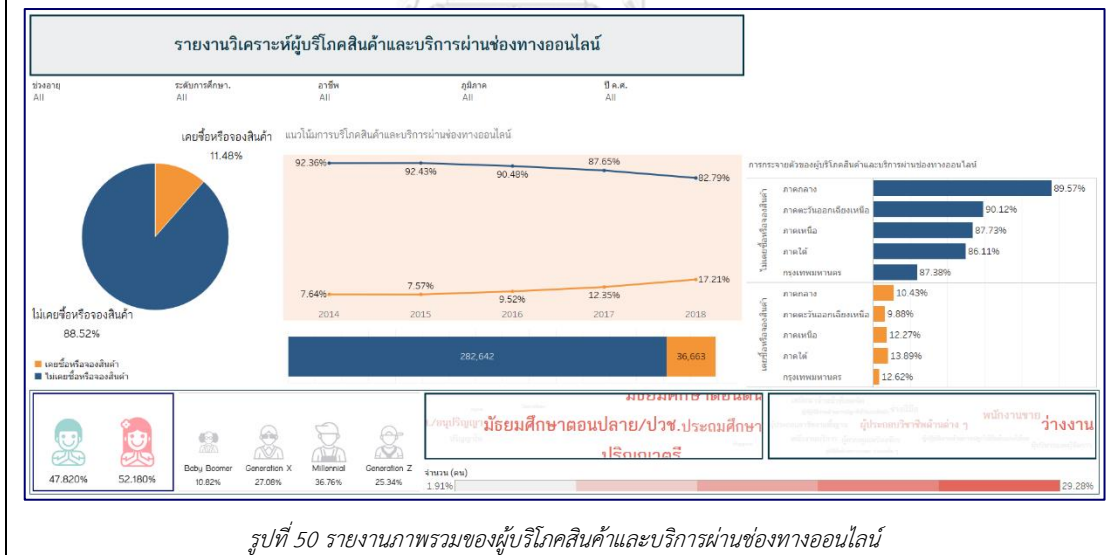 รายงานวิเคราะห์ผู้บริโภคสินค้าและบริการผ่านช่องทางออนไลน์
ช่วงอายุ ระดับการศึกษา. อาชีพ ภูมิภาค ปี ค.ศ.
All All All All All
เคยซื้อหรือจองสินค้า
11.48%
ไม่เคยซื้อหรือจองสินค้า
88.52%
เคยซื้อหรือจองสินค้า
ไม่เคยซื้อหรือจองสินค้า
แนวโน้มการบริโภคสินค้าและบริการผ่านช่องทางออนไลน์
92.36% 92.43% 90.48% 87.65% 82.79%
7.64% 7.57% 9.52% 12.35% 17.21%
2014 2015 2016 2017 2018
282,642 36,663
การกระจายตัวของผู้บริโภคสินค้าและบริการผ่านช่องทางออนไลน์
ไม่เคยซื้อหรือจองสินค้า
ภาคกลาง 89.57%
ภาคตะวันออกเฉียงเหนือ 90.12%
ภาคเหนือ 87.73%
ภาคใต้ 86.11%
กรุงเทพมหานคร 87.38%
เคยซื้อหรือจองสินค้า
ภาคกลาง 10.43%
ภาคตะวันออกเฉียงเหนือ 9.88%
ภาคเหนือ 12.27%
ภาคใต้ 13.89%
กรุงเทพมหานคร 12.62%
47.820% 52.180%
Baby Boomer Generation X Millennial Generation Z
10.82% 27.08% 36.76% 25.34%
มัธยมศึกษาตอนต้น
/อนุปริญญา มัธยมศึกษาตอนปลาย/ปวช. ประถมศึกษา
ปริญญาตรี
พนักงานขาย
ผู้ประกอบวิชาชีพด้านต่าง ๆ ว่างงาน
จำนวน (คน)
1.91% 29.28%
รูปที่ 50 รายงานภาพรวมของผู้บริโภคสินค้าและบริการผ่านช่องทางออนไลน์